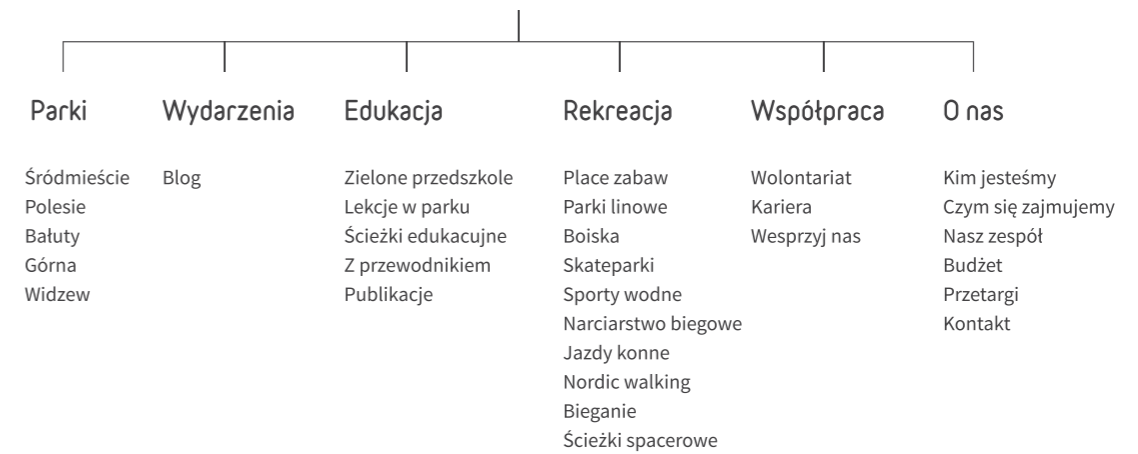 Parki
Śródmieście
Polesie
Bałuty
Górna
Widzew
Wydarzenia
Blog
Edukacja
Zielone przedszkole
Lekcje w parku
Ścieżki edukacujne
Z przewodnikiem
Publikacje
Rekreacja
Place zabaw
Parki linowe
Boiska
Skateparki
Sporty wodne
Narciarstwo biegowe
Jazdy konne
Nordic walking
Bieganie
Ścieżki spacerowe
Współpraca
Wolontariat
Kariera
Wesprzyj nas
O nas
Kim jesteśmy
Czym się zajmujemy
Nasz zespół
Budżet
Przetargi
Kontakt